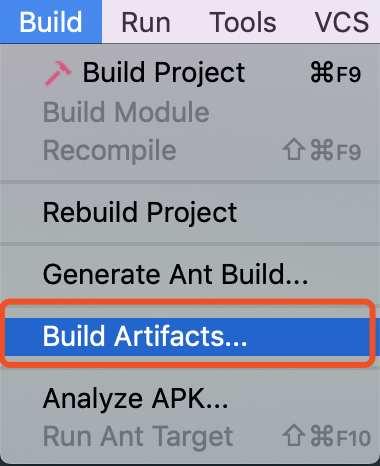 Build Run Tools VCS
Build Project ⌘F9
Build Module
Recompile ⇧⌘F9
Rebuild Project
Generate Ant Build...
Build Artifacts...
Analyze APK...
Run Ant Target ⇧⌘F10